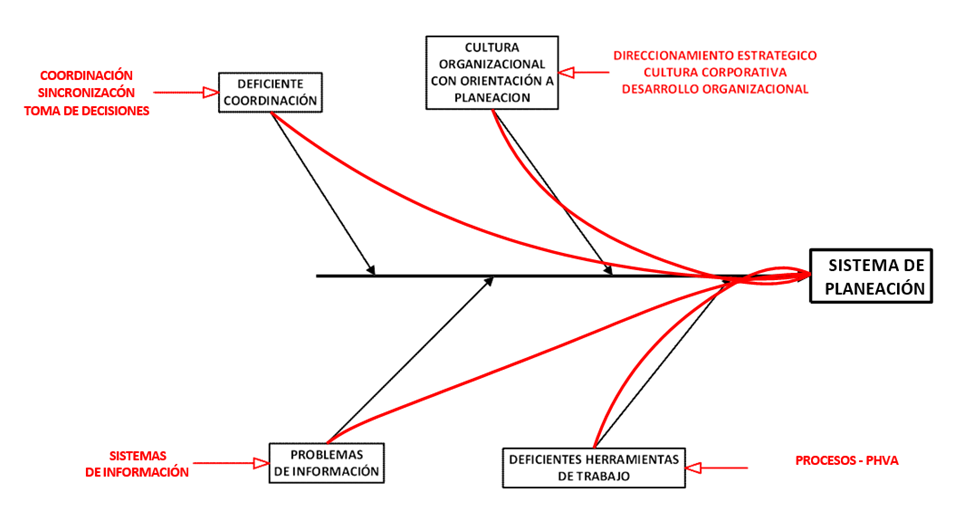 COORDINACIÓN
SINCRONIZACÓN
TOMA DE DECISIONES
DEFICIENTE
COORDINACIÓN
CULTURA
ORGANIZACIONAL
CON ORIENTACIÓN A
PLANEACION
DIRECCIONAMIENTO ESTRATEGICO
CULTURA CORPORATIVA
DESARROLLO ORGANIZACIONAL
SISTEMA DE
PLANEACIÓN
SISTEMAS
DE INFORMACIÓN
PROBLEMAS
DE INFORMACIÓN
DEFICIENTES HERRAMIENTAS
DE TRABAJO
PROCESOS - PHVA